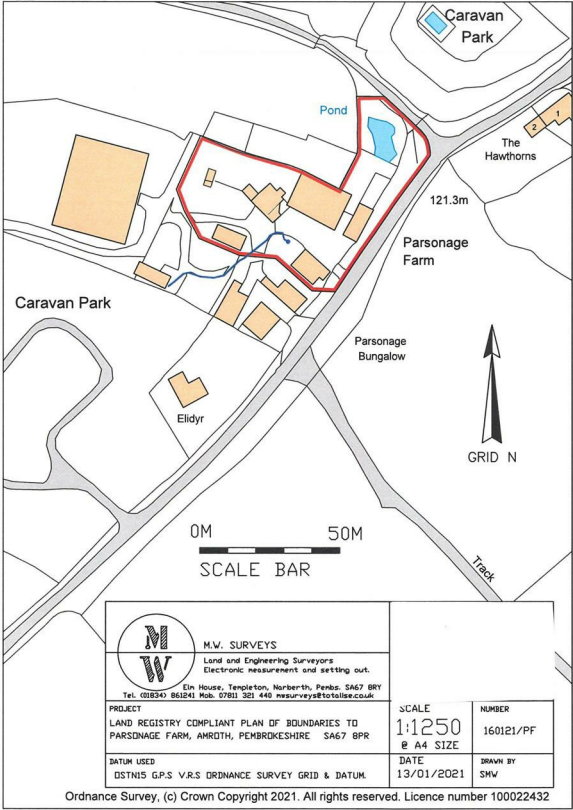 Caravan
Park
Pond
1
2
The
Hawthorns
121.3m
Parsonage
Farm
Caravan Park
Parsonage
Bungalow
Elidyr
GRID N
0M 50M
SCALE BAR
Track
M
W
M.W. SURVEYS
Land and Engineering Surveyors
Electronic measurement and setting out.
Elm House, Templeton, Narberth, Pembs. SA67 8RY
Tel. (01834) 861241 Mob. 07811 321 440 mwsurveys@totalise.co.uk
PROJECT
LAND REGISTRY COMPLIANT PLAN OF BOUNDARIES TO
PARSONAGE FARM, AMROTH, PEMBROKESHIRE SA67 8PR
SCALE
1:1250
@ A4 SIZE
NUMBER
160121/PF
DATUM USED
OSTN15 G.P.S V.R.S ORDNANCE SURVEY GRID & DATUM.
DATE
13/01/2021
DRAWN BY
SMW
Ordnance Survey, (c) Crown Copyright 2021. All rights reserved. Licence number 100022432